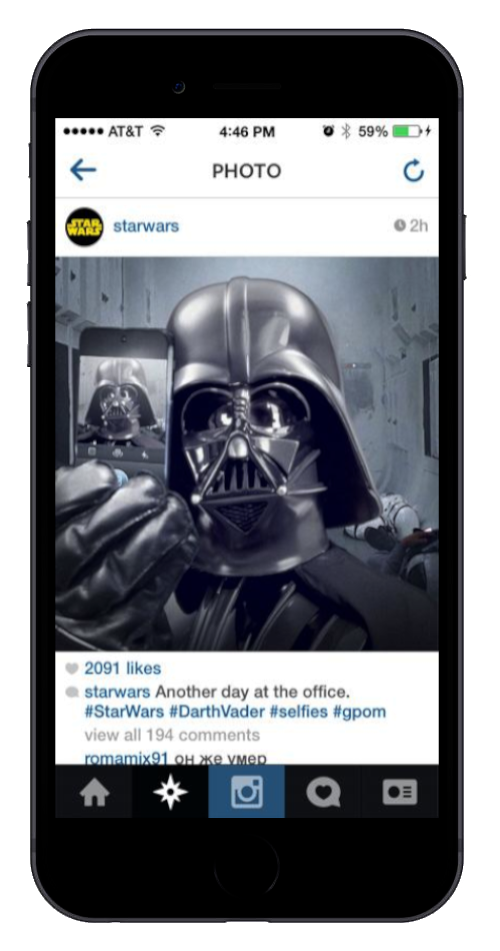 AT&T 4:46 PM 59%
PHOTO
STAR WARS
starwars 2h
2091 likes
starwars Another day at the office.
#StarWars #DarthVader #selfies #gpom
view all 194 comments
romamix91 он же умер